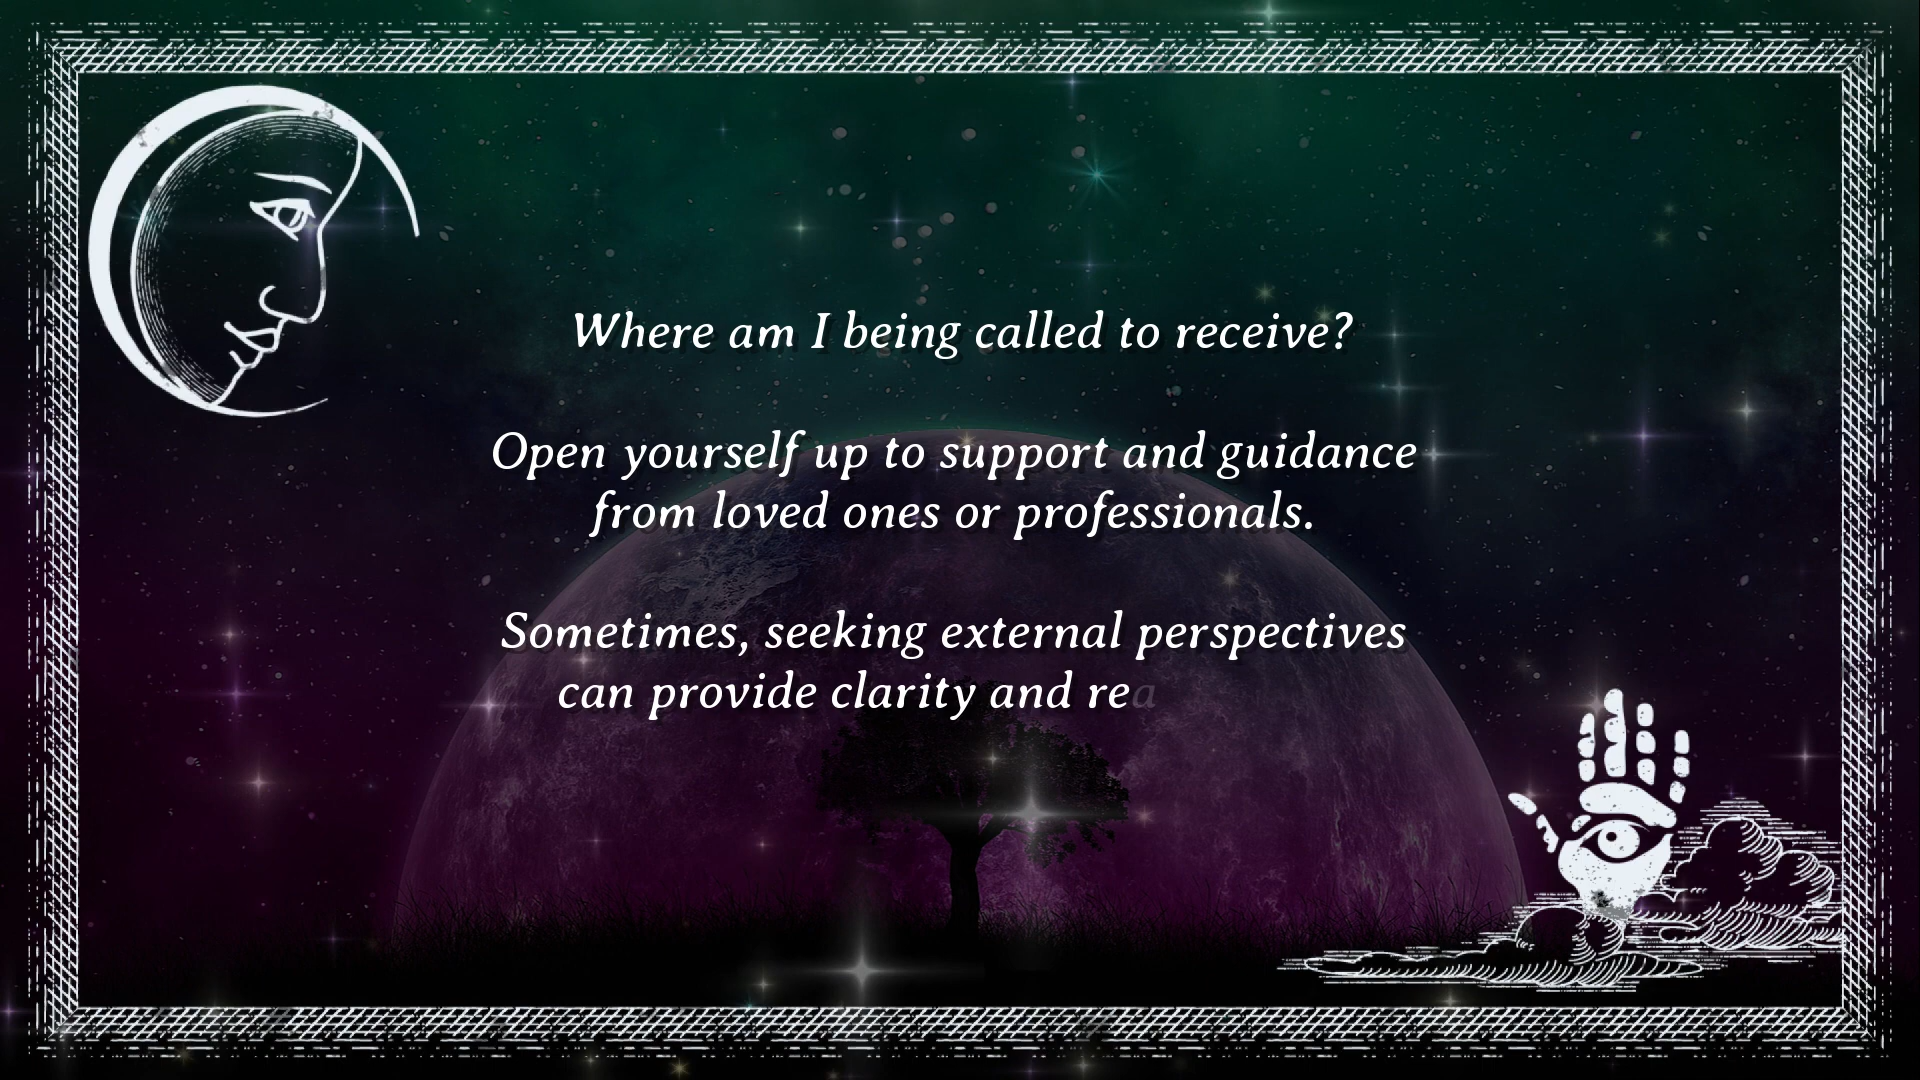 Where am I being called to receive?
Open yourself up to support and guidance
from loved ones or professionals.
Sometimes, seeking external perspectives
can provide clarity and rea